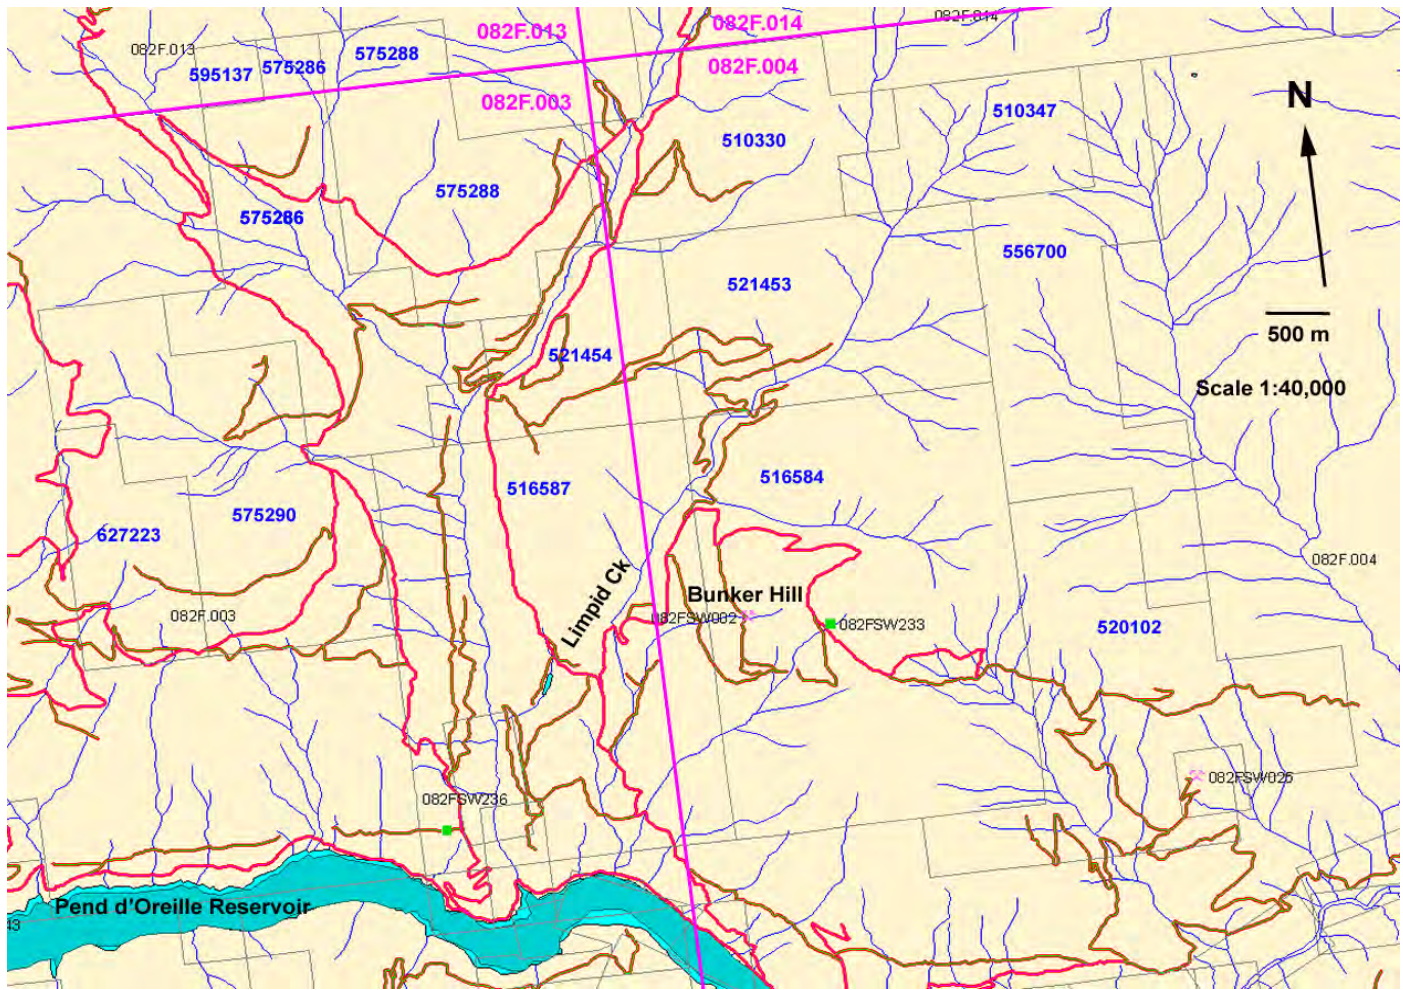 082F.013
082F.014
082F.014
082F.013
595137
575286
575288
082F.004
082F.003
N
510347
510330
575288
575286
556700
521453
500 m
521454
Scale 1:40,000
516587
516584
575290
627223
082F.004
Limpid Ck
Bunker Hill
082F.003
082FSW002
082FSW233
520102
082FSW025
082FSW236
Pend d'Oreille Reservoir
43